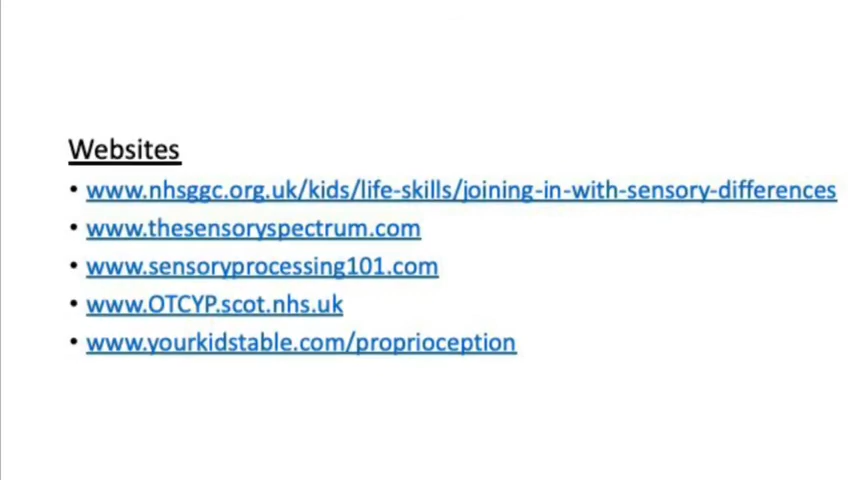 Websites
• www.nhsggc.org.uk/kids/life-skills/joining-in-with-sensory-differences
• www.thesensoryspectrum.com
• www.sensoryprocessing101.com
• www.OTCYP.scot.nhs.uk
• www.yourkidstable.com/proprioception